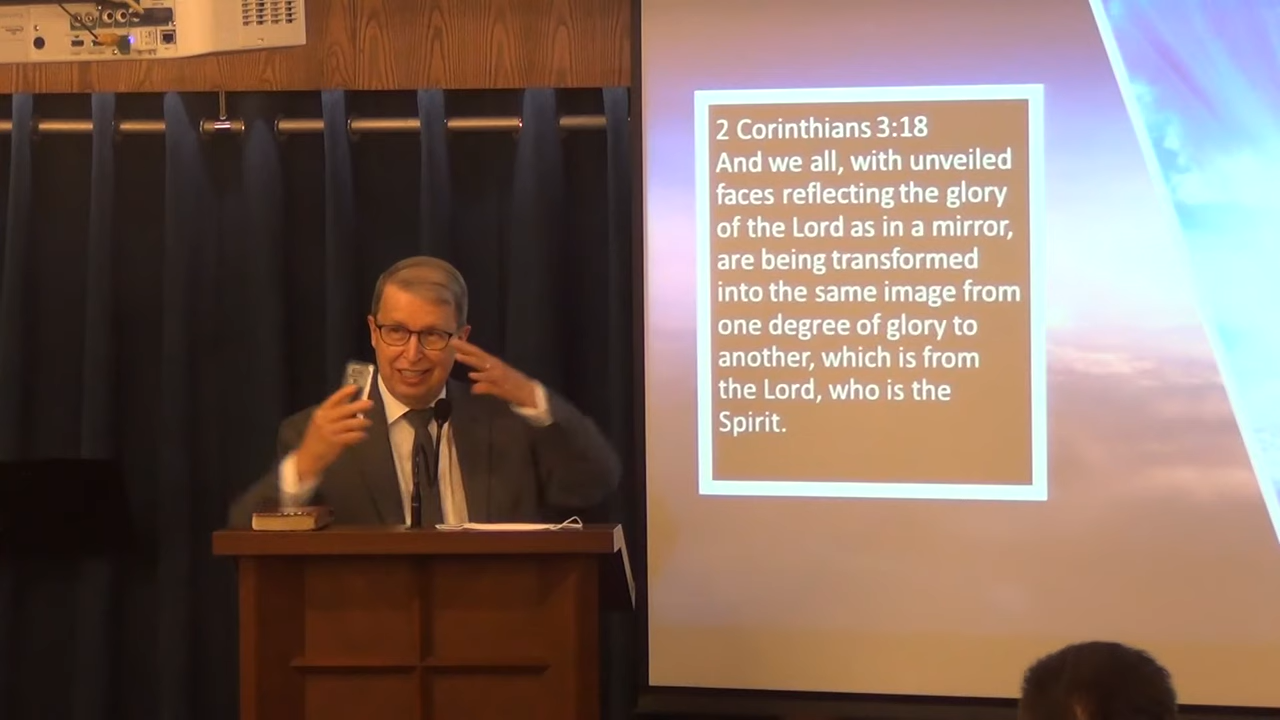 2 Corinthians 3:18
And we all, with unveiled
faces reflecting the glory
of the Lord as in a mirror,
are being transformed
into the same image from
one degree of glory to
another, which is from
the Lord, who is the
Spirit.